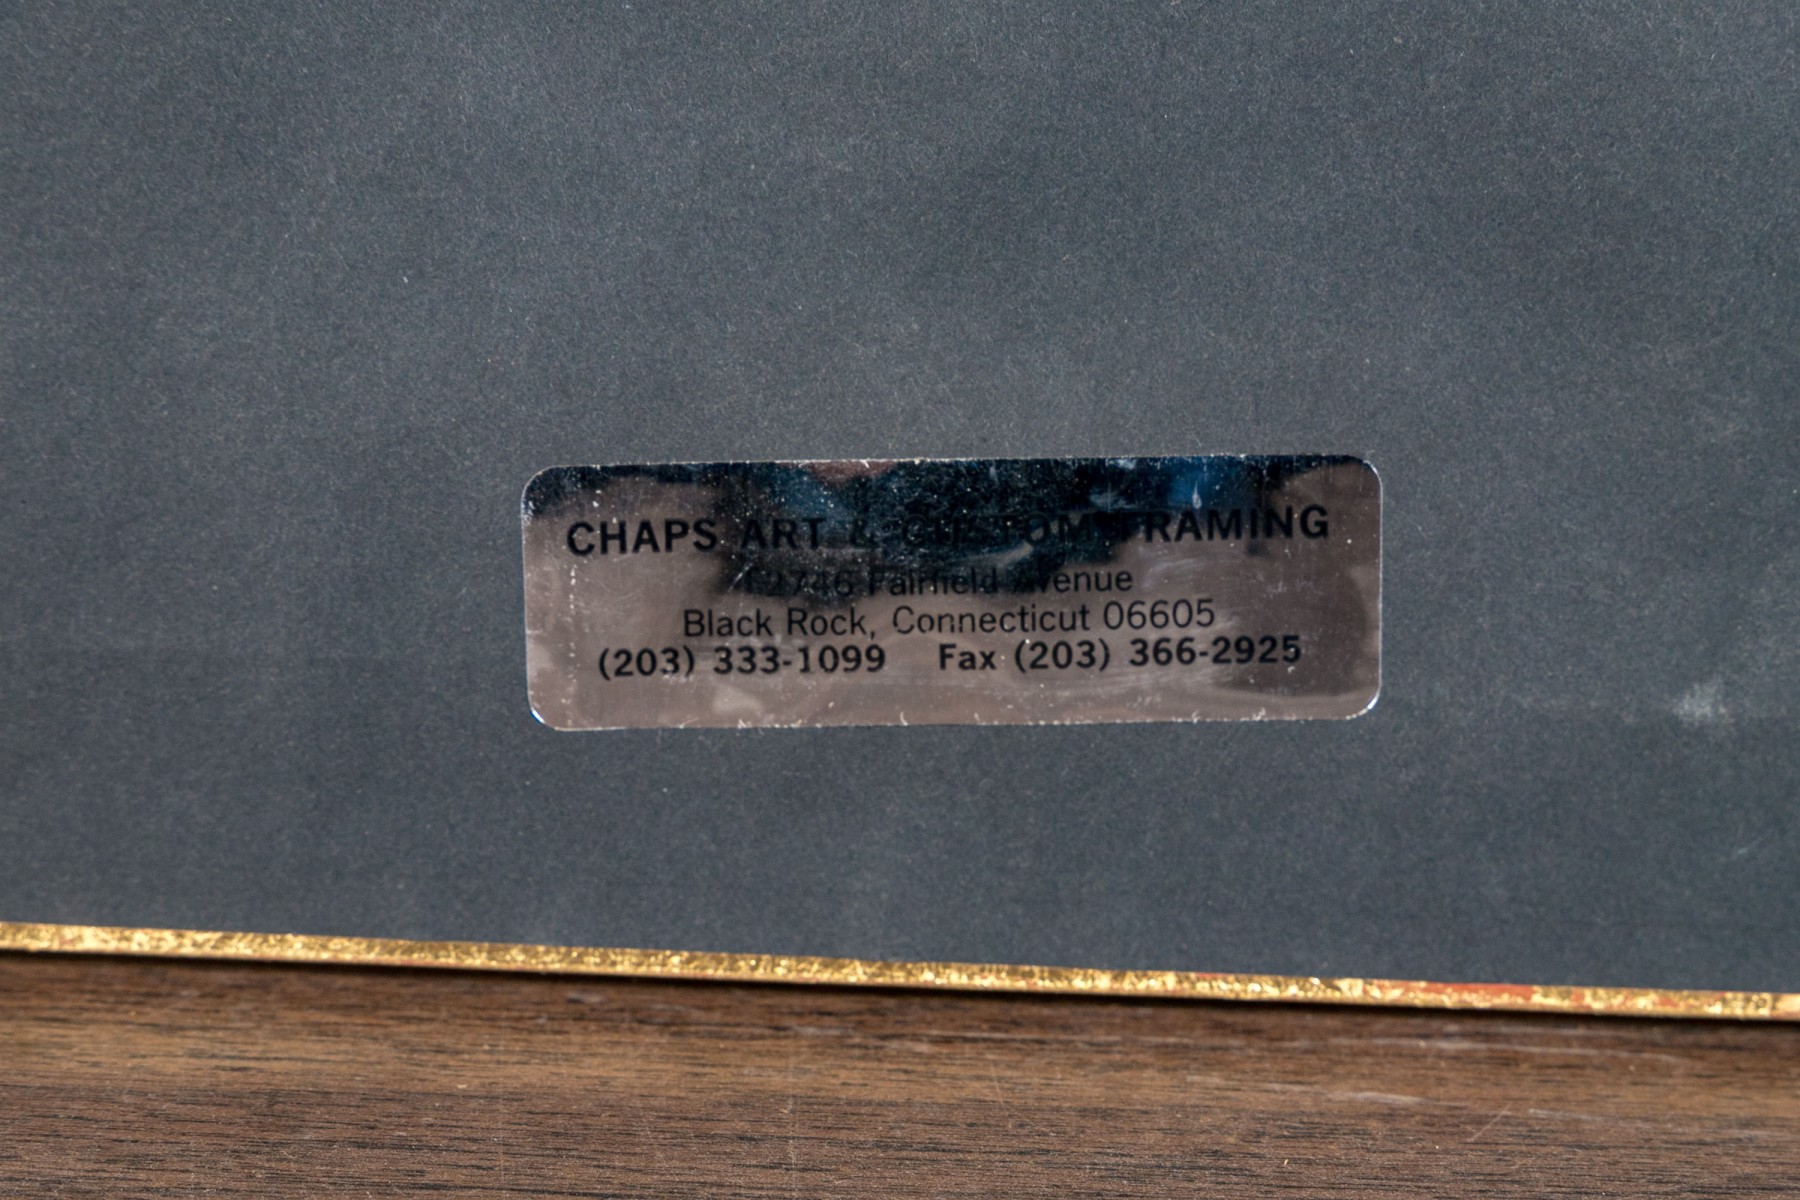 CHAPS ART & CUSTOM FRAMING
2746 Fairfield Avenue
Black Rock, Connecticut 06605
(203) 333-1099 Fax (203) 366-2925